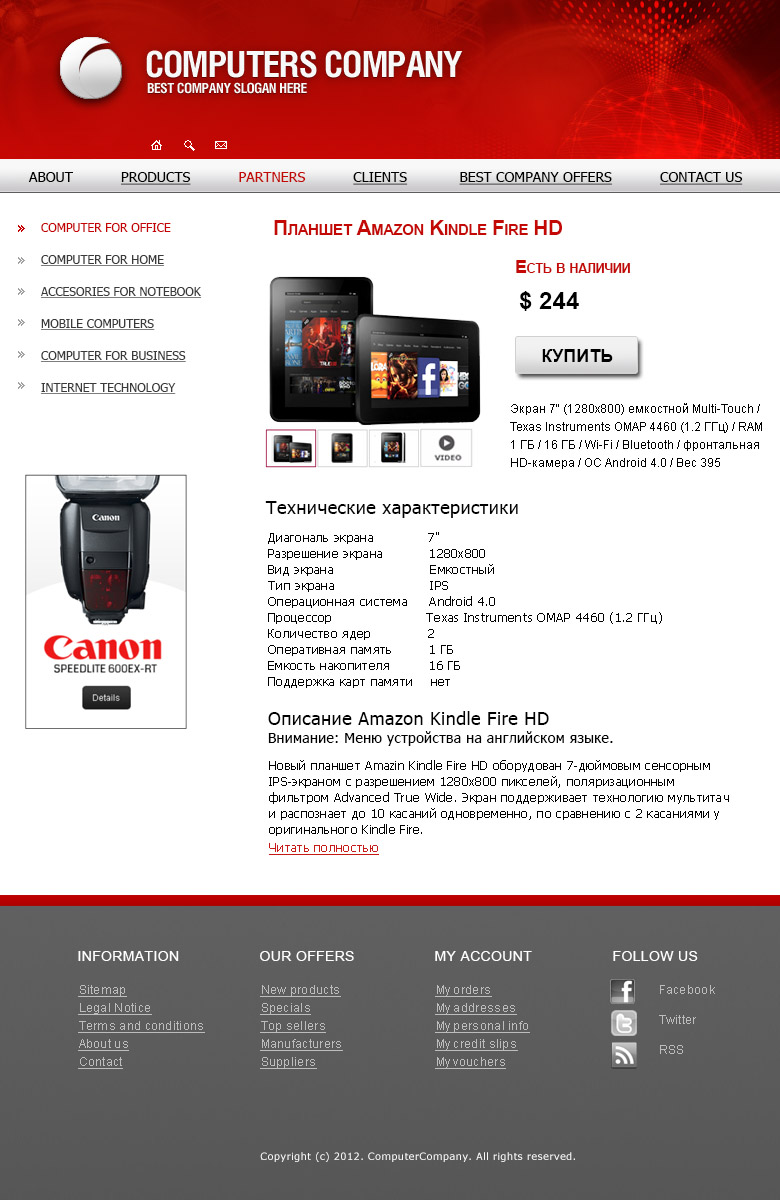 COMPUTERS COMPANY
BEST COMPANY SLOGAN HERE
ABOUT PRODUCTS PARTNERS CLIENTS BEST COMPANY OFFERS CONTACT US
COMPUTER FOR OFFICE
COMPUTER FOR HOME
ACCESORIES FOR NOTEBOOK
MOBILE COMPUTERS
COMPUTER FOR BUSINESS
INTERNET TECHNOLOGY
Canon
Canon
SPEEDLITE 600EX-RT
Details
Планшет Amazon Kindle Fire HD
Есть в наличии
$ 244
КУПИТЬ
VIDEO
Экран 7" (1280x800) емкостной Multi-Touch /
Texas Instruments OMAP 4460 (1.2 ГГц) / RAM
1 ГБ / 16 ГБ / Wi-Fi / Bluetooth / фронтальная
HD-камера / ОС Android 4.0 / Вес 395
Технические характеристики
Диагональ экрана 7"
Разрешение экрана 1280x800
Вид экрана Емкостный
Тип экрана IPS
Операционная система Android 4.0
Процессор Texas Instruments OMAP 4460 (1.2 ГГц)
Количество ядер 2
Оперативная память 1 ГБ
Емкость накопителя 16 ГБ
Поддержка карт памяти нет
Описание Amazon Kindle Fire HD
Внимание: Меню устройства на английском языке.
Новый планшет Amazin Kindle Fire HD оборудован 7-дюймовым сенсорным
IPS-экраном с разрешением 1280x800 пикселей, поляризационным
фильтром Advanced True Wide. Экран поддерживает технологию мультитач
и распознает до 10 касаний одновременно, по сравнению с 2 касаниями у
оригинального Kindle Fire.
Читать полностью
INFORMATION
Sitemap
Legal Notice
Terms and conditions
About us
Contact
OUR OFFERS
New products
Specials
Top sellers
Manufacturers
Suppliers
MY ACCOUNT
My orders
My addresses
My personal info
My credit slips
My vouchers
FOLLOW US
Facebook
Twitter
RSS
Copyright (c) 2012. ComputerCompany. All rights reserved.